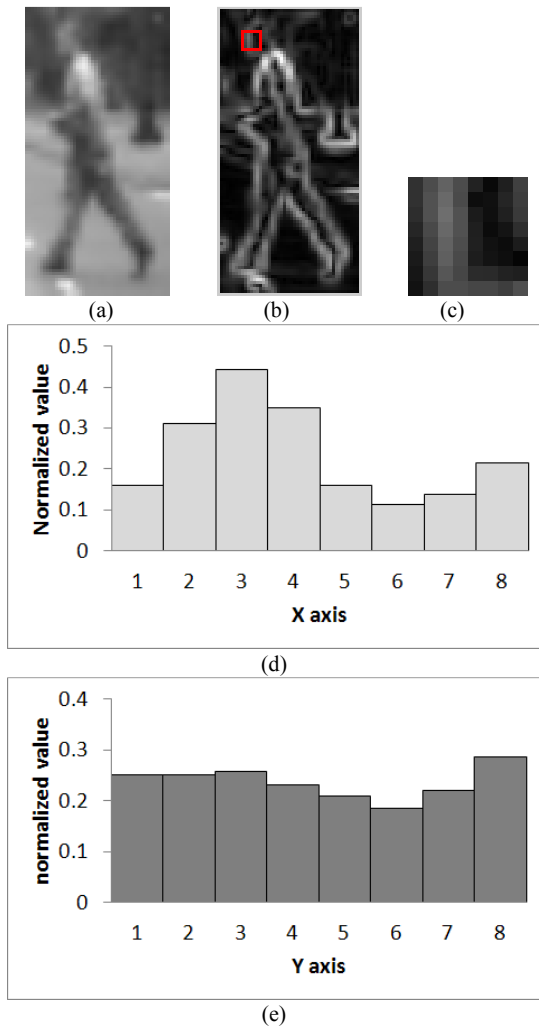 (a) (b) (c)
0.5
0.4
0.3
0.2
0.1
0
Normalized value
1 2 3 4 5 6 7 8
X axis
(d)
0.4
0.3
0.2
0.1
0
normalized value
1 2 3 4 5 6 7 8
Y axis
(e)